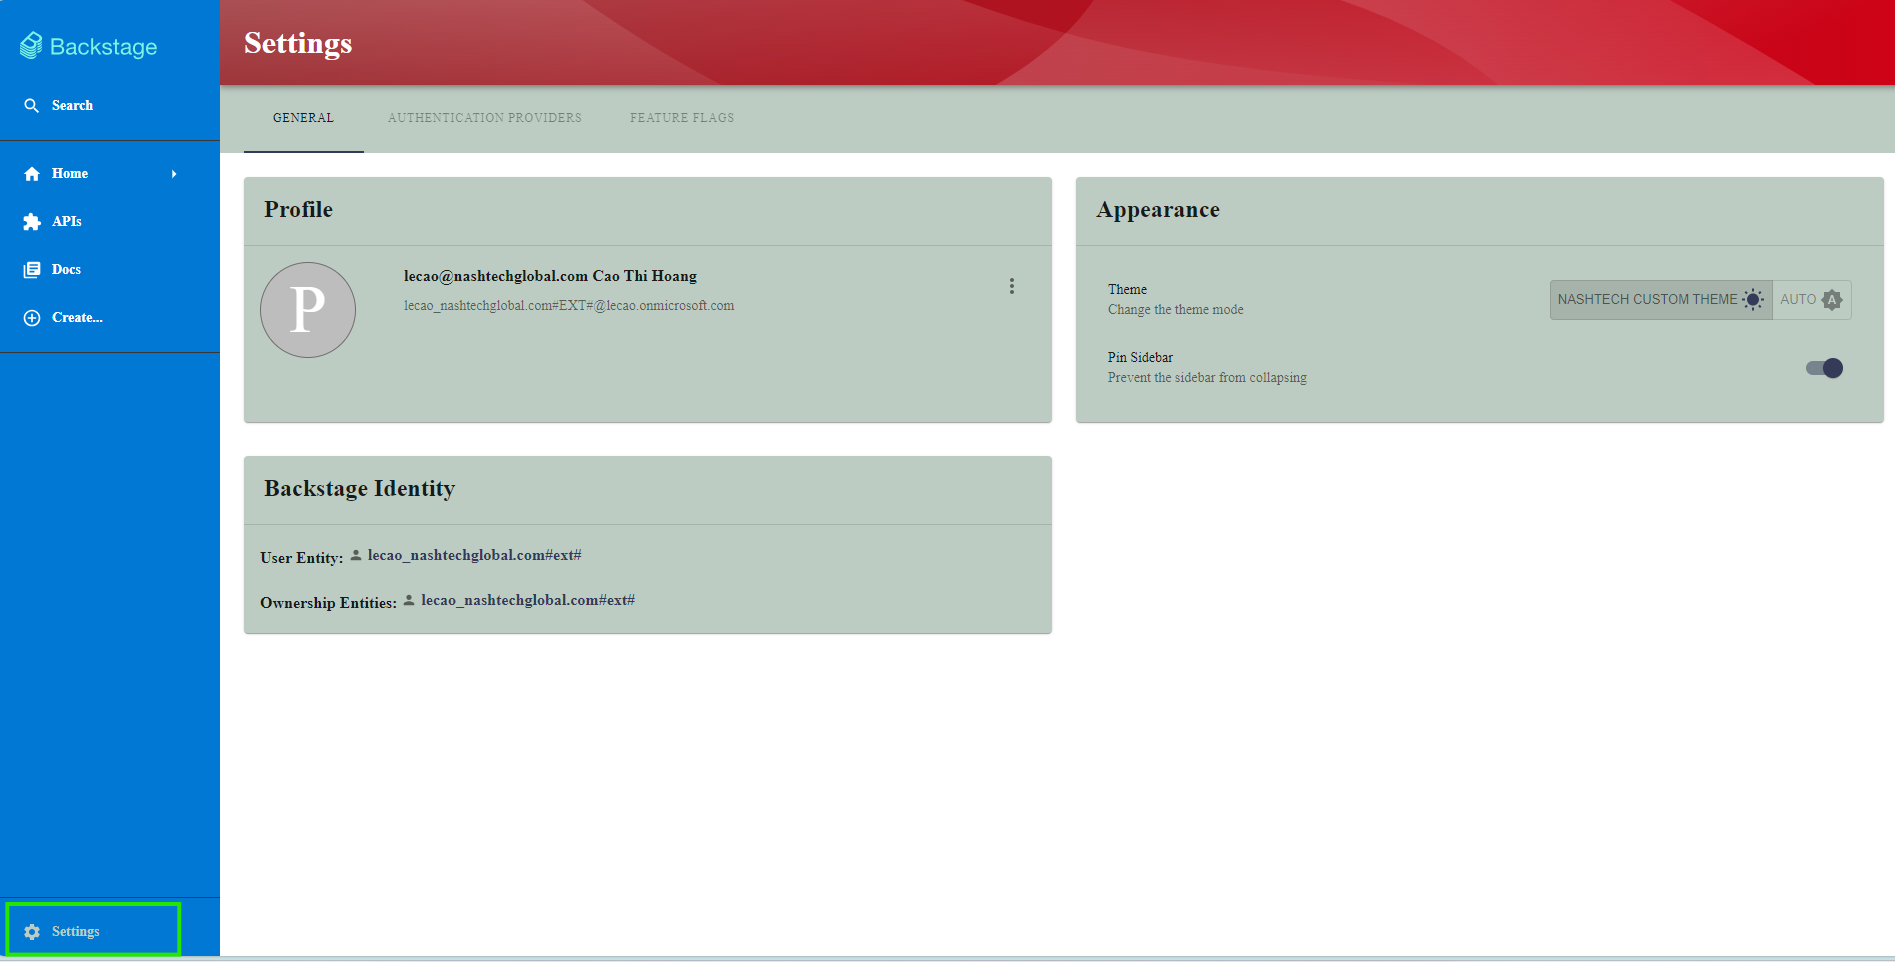 Backstage
Search
Home
APIs
Docs
Create...
Settings
Settings
GENERAL AUTHENTICATION PROVIDERS FEATURE FLAGS
Profile
P
lecao@nashtechglobal.com Cao Thi Hoang
lecao_nashtechglobal.com#EXT#@lecao.onmicrosoft.com
Appearance
Theme
Change the theme mode
NASHTECH CUSTOM THEME AUTO A
Pin Sidebar
Prevent the sidebar from collapsing
Backstage Identity
User Entity: lecao_nashtechglobal.com#ext#
Ownership Entities: lecao_nashtechglobal.com#ext#